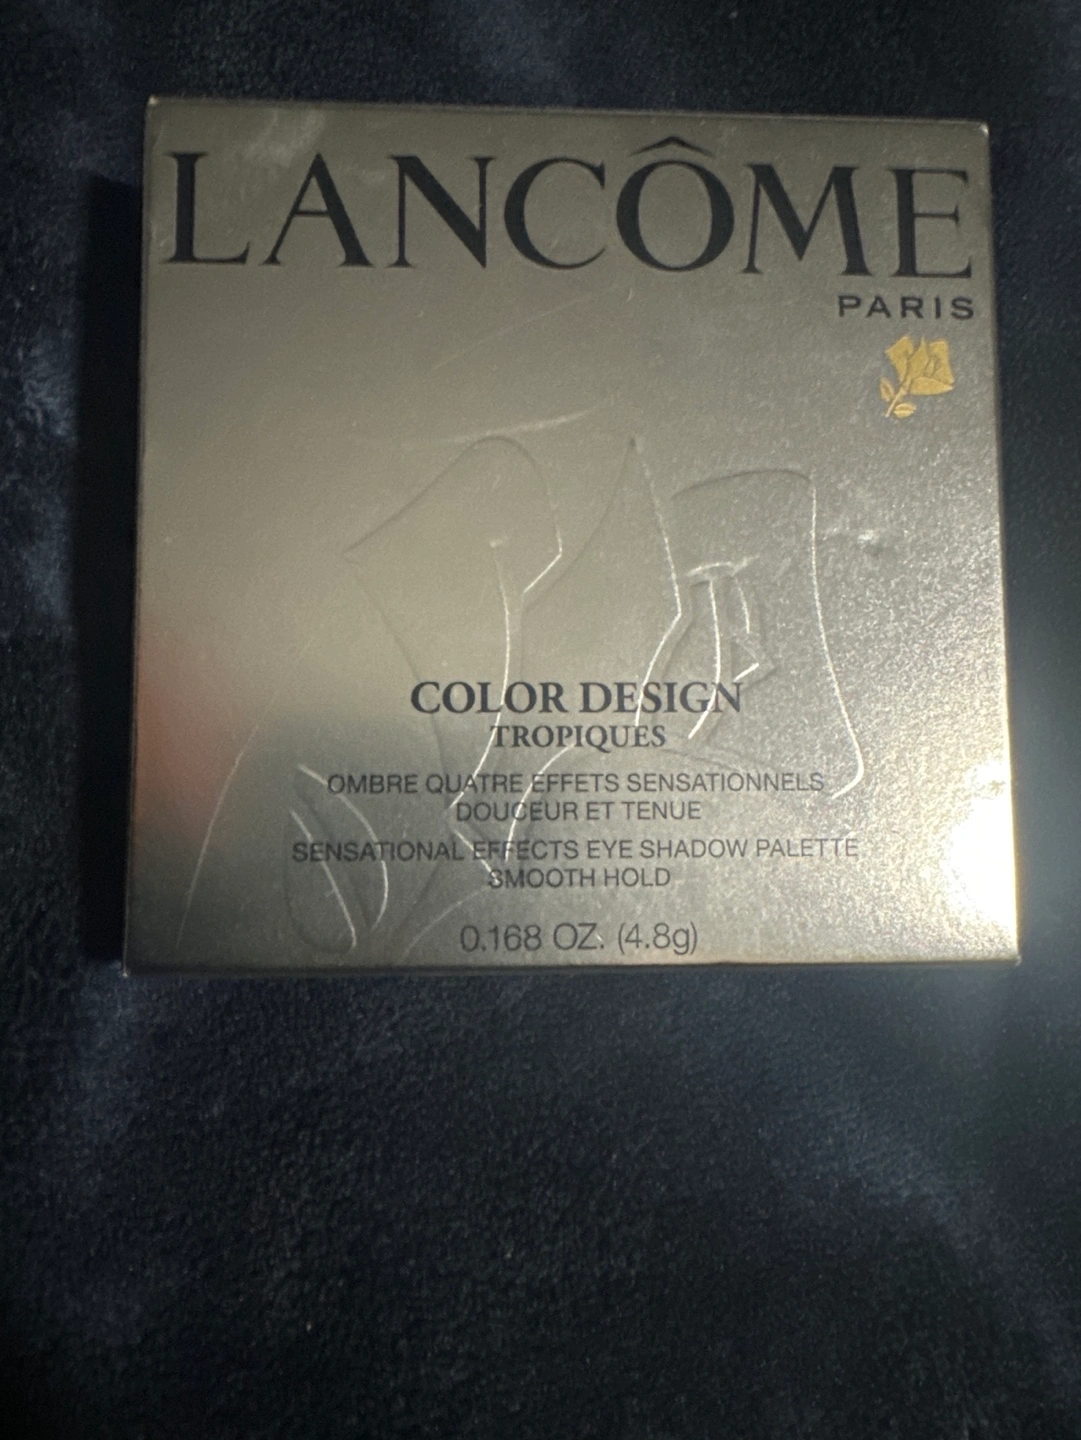 LANCÔME
PARIS
COLOR DESIGN
TROPIQUES
OMBRE QUATRE EFFETS SENSATIONNELS
DOUCEUR ET TENUE
SENSATIONAL EFFECTS EYE SHADOW PALETTE
SMOOTH HOLD
0.168 OZ. (4.8g)